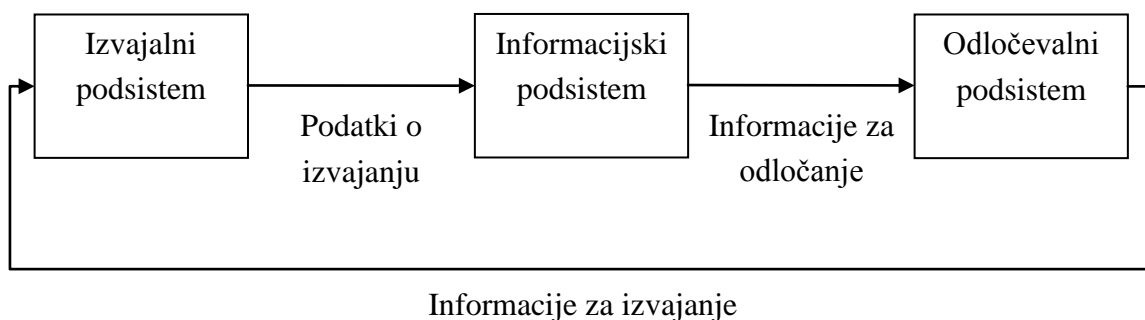 Izvajalni
podsistem
Informacijski
podsistem
Odločevalni
podsistem
Podatki o
izvajanju
Informacije za
odločanje
Informacije za izvajanje